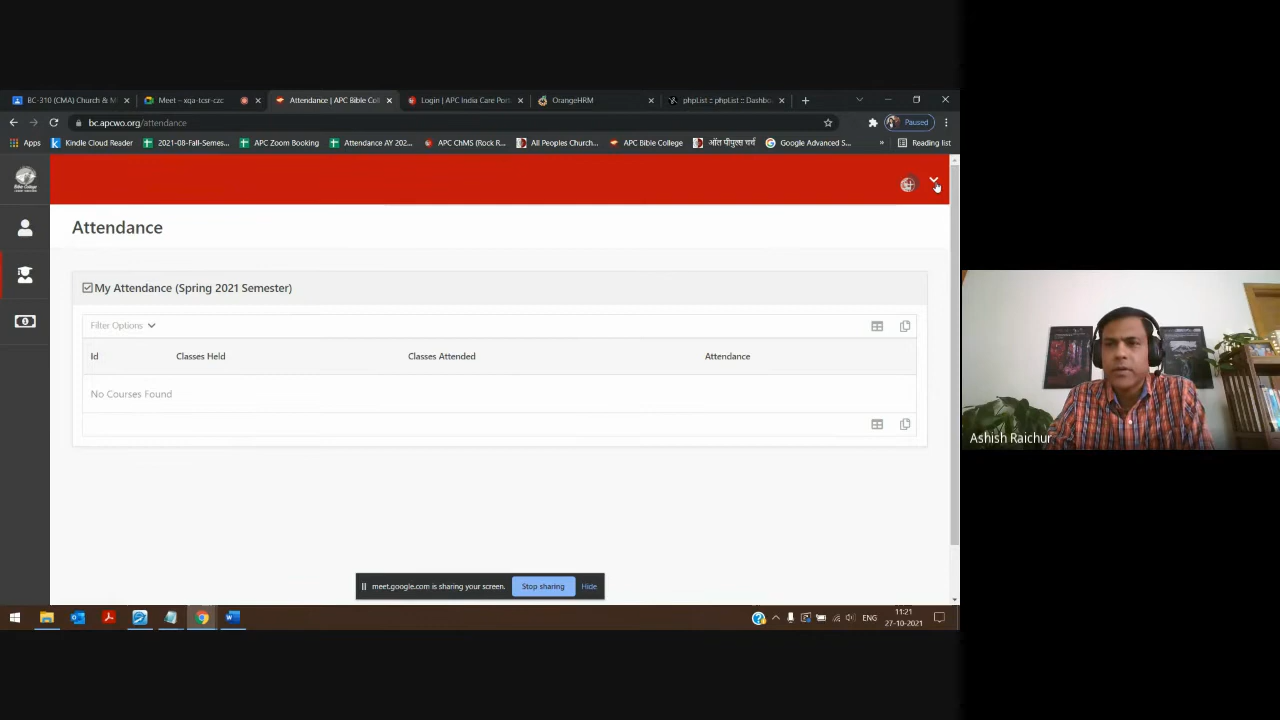 BC-310 (CMA) Church & M
Meet – xqa-tcsr-czc
Attendance | APC Bible Col
Login | APC India Care Port
OrangeHRM
phpList :: phpList :: Dashbo
bc.apcwo.org/attendance
Paused
Apps
Kindle Cloud Reader
2021-08-Fall-Semes...
APC Zoom Booking
Attendance AY 202...
APC ChMS (Rock R...
All Peoples Church...
APC Bible College
ऑल पीपुल्स चर्च
Google Advanced S...
»
Reading list
Attendance
My Attendance (Spring 2021 Semester)
Filter Options
Id
Classes Held
Classes Attended
Attendance
No Courses Found
meet.google.com is sharing your screen.
Stop sharing
Hide
ENG
11:21
27-10-2021
Ashish Raichur